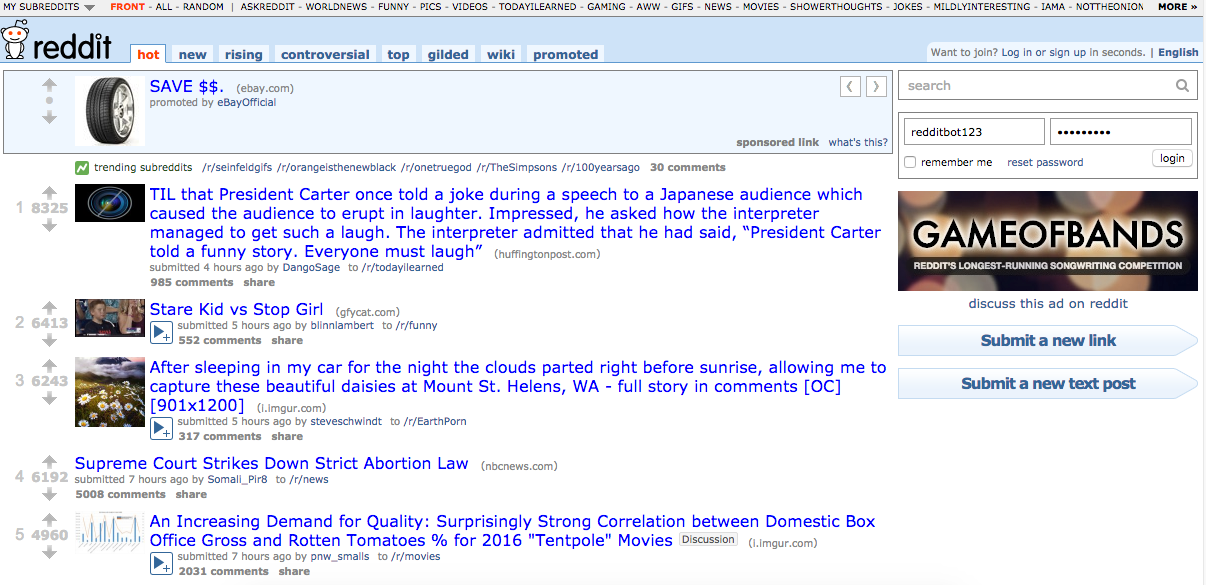 MY SUBREDDITS FRONT - ALL - RANDOM | ASKREDDIT - WORLDNEWS - FUNNY - PICS - VIDEOS - TODAYILEARNED - GAMING - AWW - GIFS - NEWS - MOVIES - SHOWERTHOUGHTS - JOKES - MILDLYINTERESTING - IAMA - NOTTHEONION MORE »
reddit hot new rising controversial top gilded wiki promoted
Want to join? Log in or sign up in seconds. | English
SAVE $$. (ebay.com)
promoted by eBayOfficial
sponsored link what's this?
trending subreddits /r/seinfeldgifs /r/orangeisthenewblack /r/onetruegod /r/TheSimpsons /r/100yearsago 30 comments
1 8325
TIL that President Carter once told a joke during a speech to a Japanese audience which
caused the audience to erupt in laughter. Impressed, he asked how the interpreter
managed to get such a laugh. The interpreter admitted that he had said, “President Carter
told a funny story. Everyone must laugh” (huffingtonpost.com)
submitted 4 hours ago by DangoSage to /r/todayilearned
985 comments share
2 6413
Stare Kid vs Stop Girl (gfycat.com)
submitted 5 hours ago by blinnlambert to /r/funny
552 comments share
3 6243
After sleeping in my car for the night the clouds parted right before sunrise, allowing me to
capture these beautiful daisies at Mount St. Helens, WA - full story in comments [OC]
[901x1200] (i.imgur.com)
submitted 5 hours ago by steveschwindt to /r/EarthPorn
317 comments share
4 6192
Supreme Court Strikes Down Strict Abortion Law (nbcnews.com)
submitted 7 hours ago by Somali_Pir8 to /r/news
5008 comments share
5 4960
An Increasing Demand for Quality: Surprisingly Strong Correlation between Domestic Box
Office Gross and Rotten Tomatoes % for 2016 "Tentpole" Movies Discussion (i.imgur.com)
submitted 7 hours ago by pnw_smalls to /r/movies
2031 comments share
search
redditbot123 •••••••••
remember me reset password login
GAMEOFBANDS
REDDIT'S LONGEST-RUNNING SONGWRITING COMPETITION
discuss this ad on reddit
Submit a new link
Submit a new text post